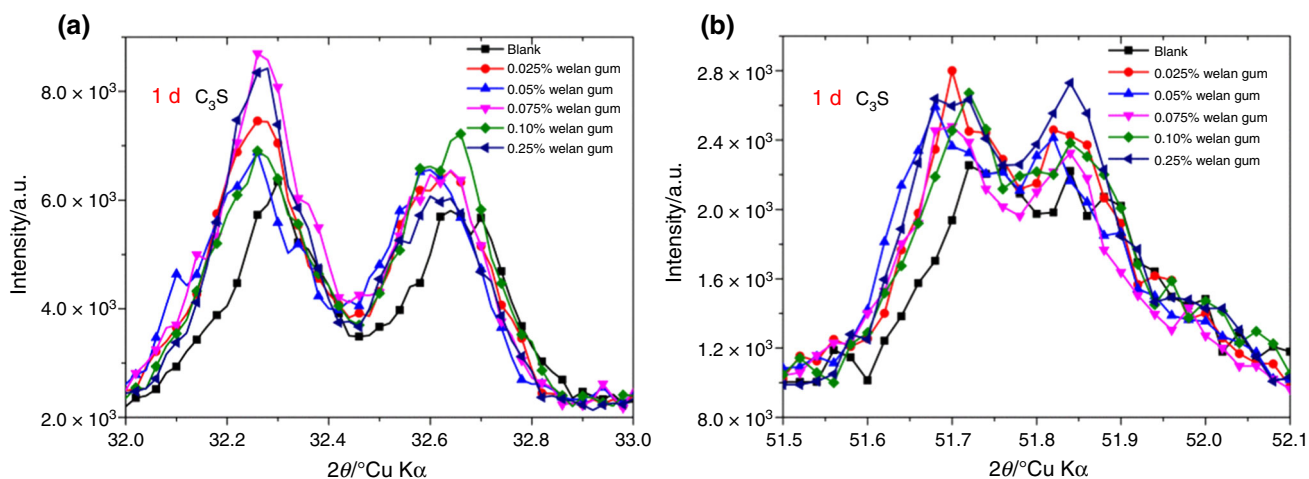 (a)
Blank
0.025% welan gum
0.05% welan gum
0.075% welan gum
0.10% welan gum
0.25% welan gum
1 d C₃S
8.0 × 10³
6.0 × 10³
4.0 × 10³
2.0 × 10³
Intensity/a.u.
32.0 32.2 32.4 32.6 32.8 33.0
2θ/°Cu Kα
(b)
Blank
0.025% welan gum
0.05% welan gum
0.075% welan gum
0.10% welan gum
0.25% welan gum
1 d C₃S
2.8 × 10³
2.4 × 10³
2.0 × 10³
1.6 × 10³
1.2 × 10³
8.0 × 10³
Intensity/a.u.
51.5 51.6 51.7 51.8 51.9 52.0 52.1
2θ/°Cu Kα